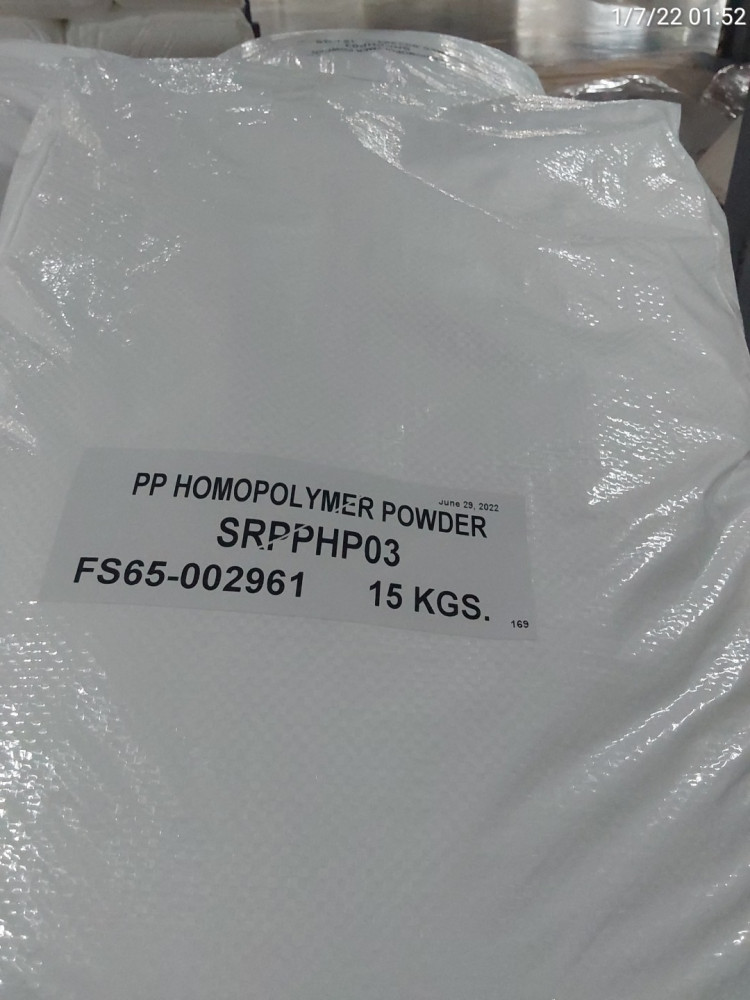 1/7/22 01:52
June 29, 2022
PP HOMOPOLYMER POWDER
SRPPHP03
FS65-002961 15 KGS.
169